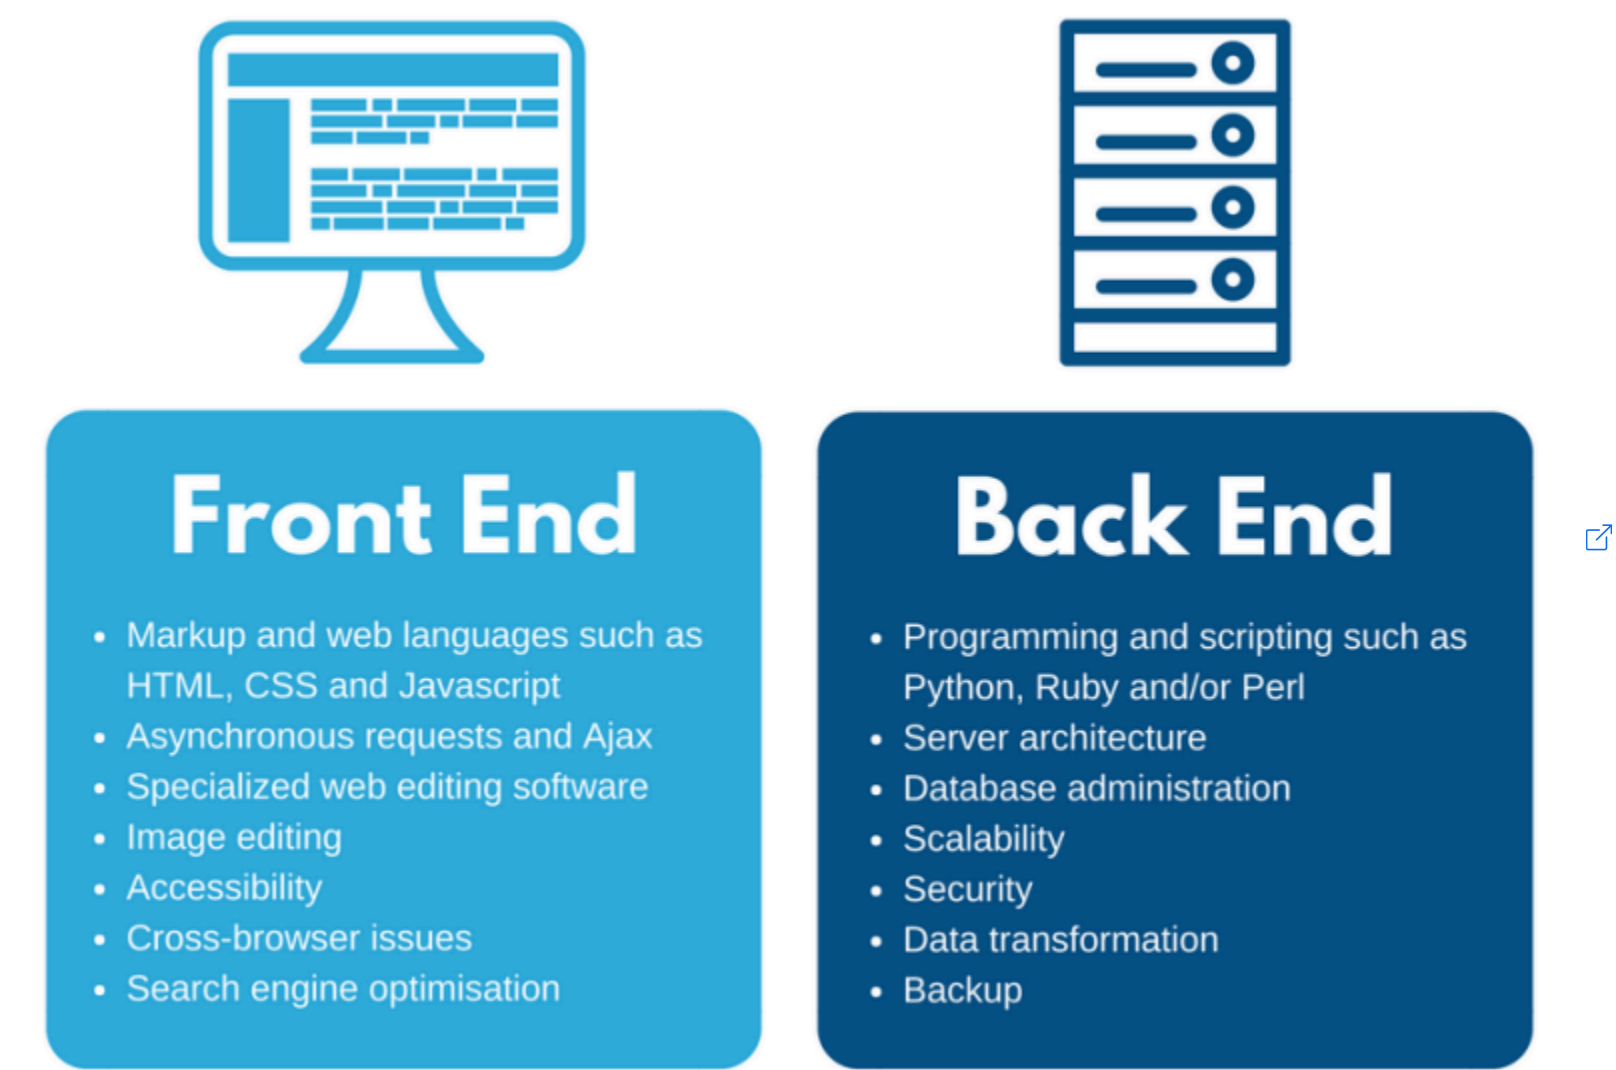 Front End
• Markup and web languages such as
HTML, CSS and Javascript
• Asynchronous requests and Ajax
• Specialized web editing software
• Image editing
• Accessibility
• Cross-browser issues
• Search engine optimisation
Back End
• Programming and scripting such as
Python, Ruby and/or Perl
• Server architecture
• Database administration
• Scalability
• Security
• Data transformation
• Backup